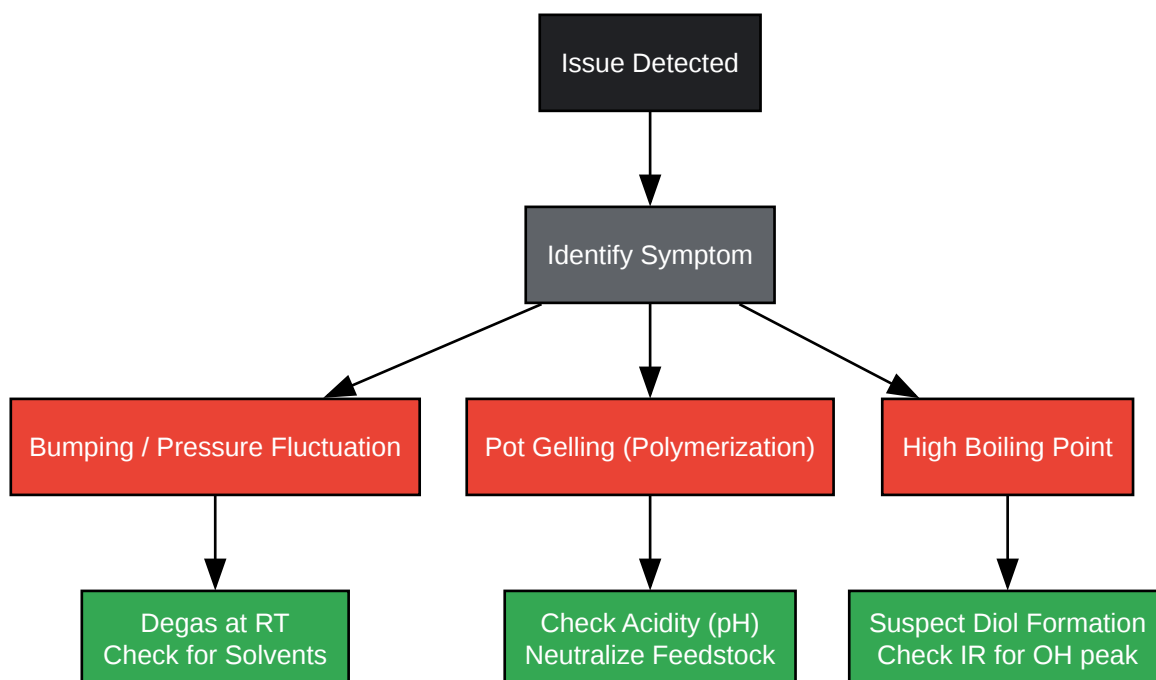 Issue Detected
Identify Symptom
Bumping / Pressure Fluctuation
Pot Gelling (Polymerization)
High Boiling Point
Degas at RT
Check for Solvents
Check Acidity (pH)
Neutralize Feedstock
Suspect Diol Formation
Check IR for OH peak